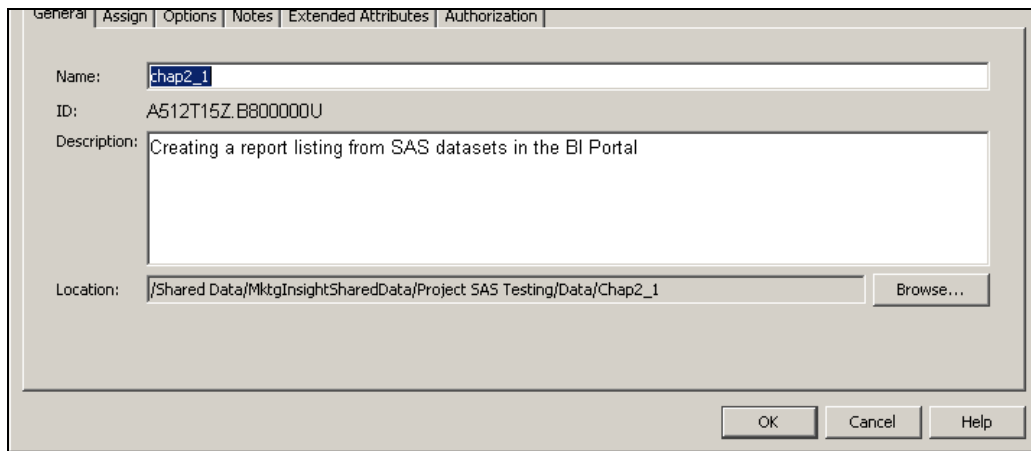 General Assign Options Notes Extended Attributes Authorization
Name: chap2_1
ID: A512T15Z.B800000U
Description: Creating a report listing from SAS datasets in the BI Portal
Location: /Shared Data/MktgInsightSharedData/Project SAS Testing/Data/Chap2_1 Browse...
OK Cancel Help